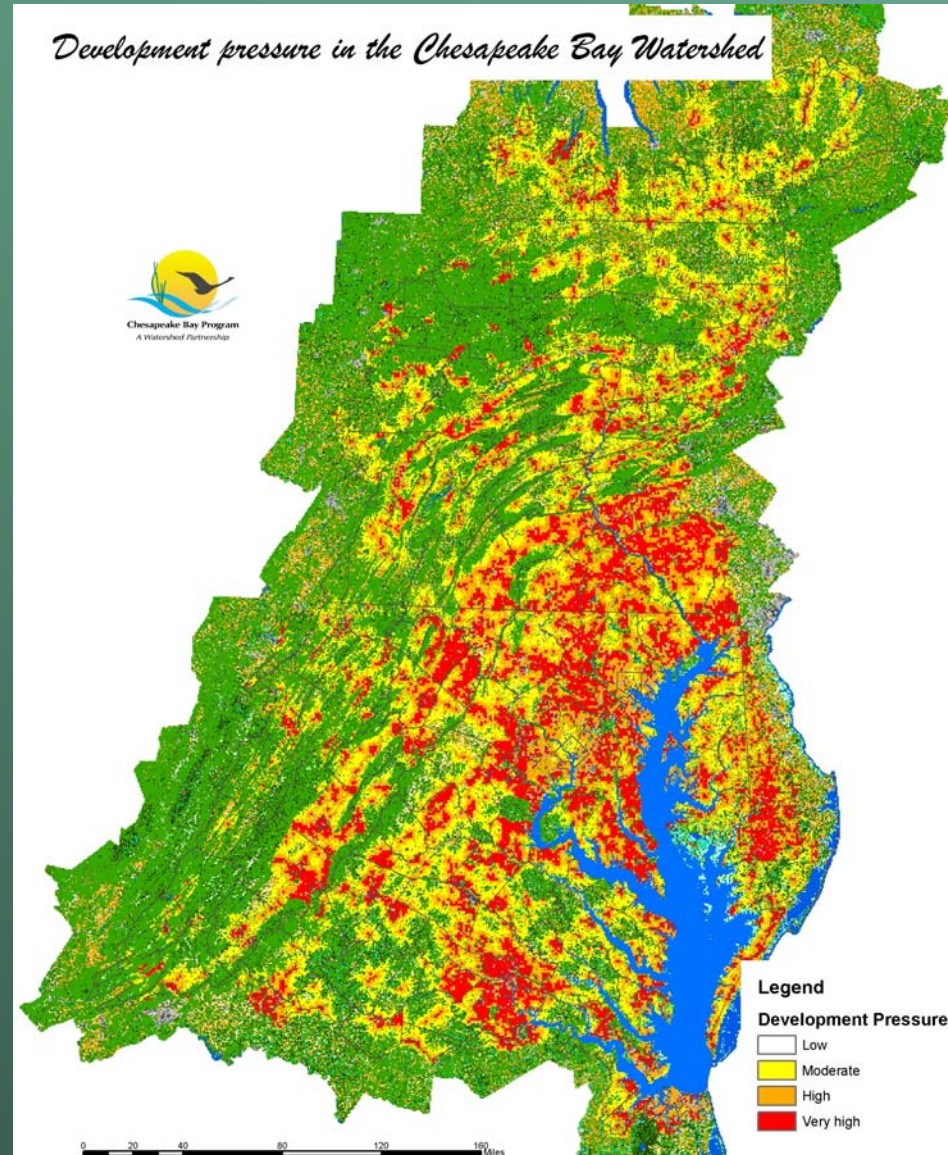 Development pressure in the Chesapeake Bay Watershed
Chesapeake Bay Program
A Watershed Partnership
Legend
Development Pressure
Low
Moderate
High
Very high
0 20 40 80 120 160
Miles